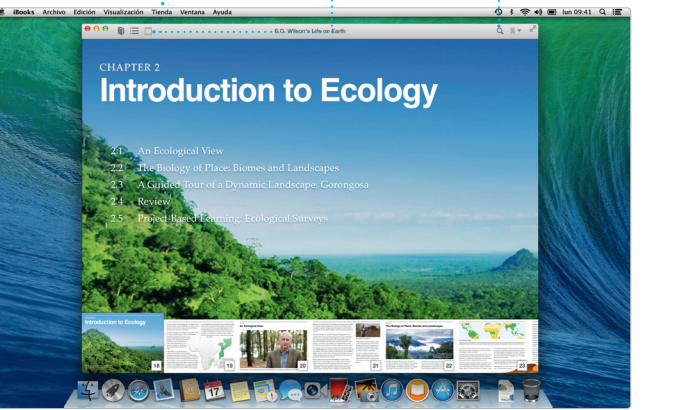 iBooks Archivo Edición Visualización Tienda Ventana Ayuda lun 09:41
E.O. Wilson's Life on Earth
CHAPTER 2
Introduction to Ecology
2.1 An Ecological View
2.2 The Biology of Place: Biomes and Landscapes
2.3 A Guided Tour of a Dynamic Landscape: Gorongosa
2.4 Review
2.5 Project-Based Learning: Ecological Surveys
Introduction to Ecology
An Ecological View
The Biology of Place: Biomes and Landscapes
18 19 20 21 22 23
17